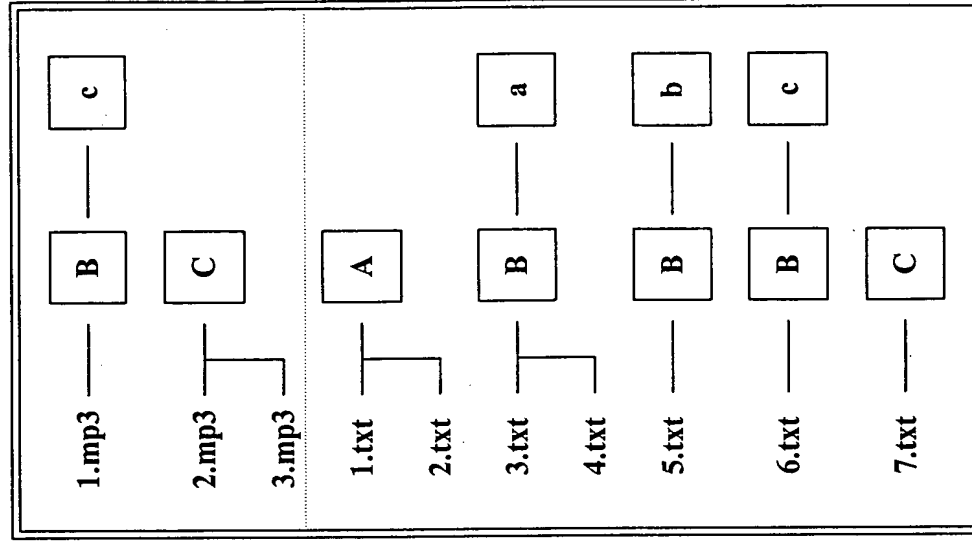 1.mp3 B c
2.mp3 C
3.mp3
1.txt A
2.txt
3.txt B a
4.txt
5.txt B b
6.txt B c
7.txt C